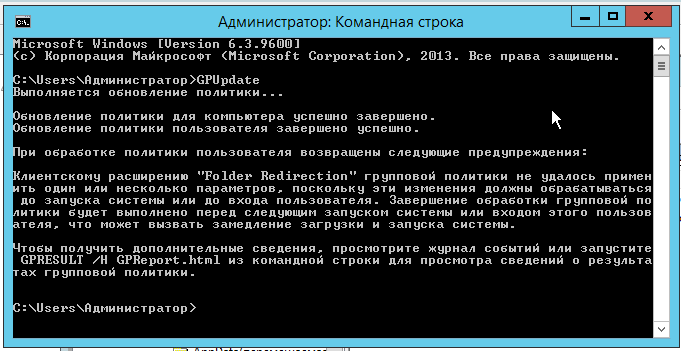 Администратор: Командная строка
Microsoft Windows [Version 6.3.9600]
(c) Корпорация Майкрософт (Microsoft Corporation), 2013. Все права защищены.
C:\Users\Администратор>GPUpdate
Выполняется обновление политики...
Обновление политики для компьютера успешно завершено.
Обновление политики пользователя завершено успешно.
При обработке политики пользователя возвращены следующие предупреждения:
Клиентскому расширению "Folder Redirection" групповой политики не удалось примен
ить один или несколько параметров, поскольку эти изменения должны обрабатываться
до запуска системы или до входа пользователя. Завершение обработки групповой по
литики будет выполнено перед следующим запуском системы или входом этого пользов
ателя, что может вызвать замедление загрузки и запуска системы.
Чтобы получить дополнительные сведения, просмотрите журнал событий или запустите
GPRESULT /H GPReport.html из командной строки для просмотра сведений о результа
тах групповой политики.
C:\Users\Администратор>